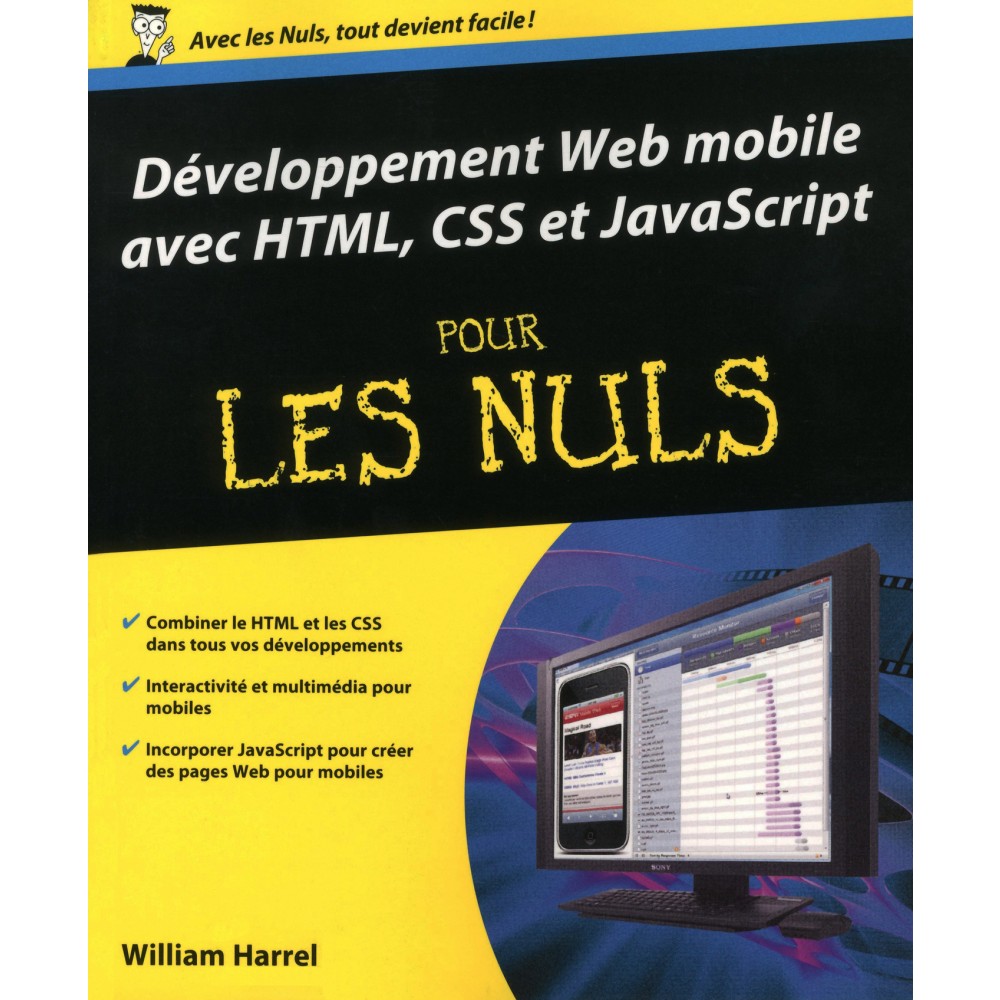 Avec les Nuls, tout devient facile!
Développement Web mobile
avec HTML, CSS et JavaScript
POUR
LES NULS
✓ Combiner le HTML et les CSS
dans tous vos développements
✓ Interactivité et multimédia pour
mobiles
✓ Incorporer JavaScript pour créer
des pages Web pour mobiles
SONY
William Harrel